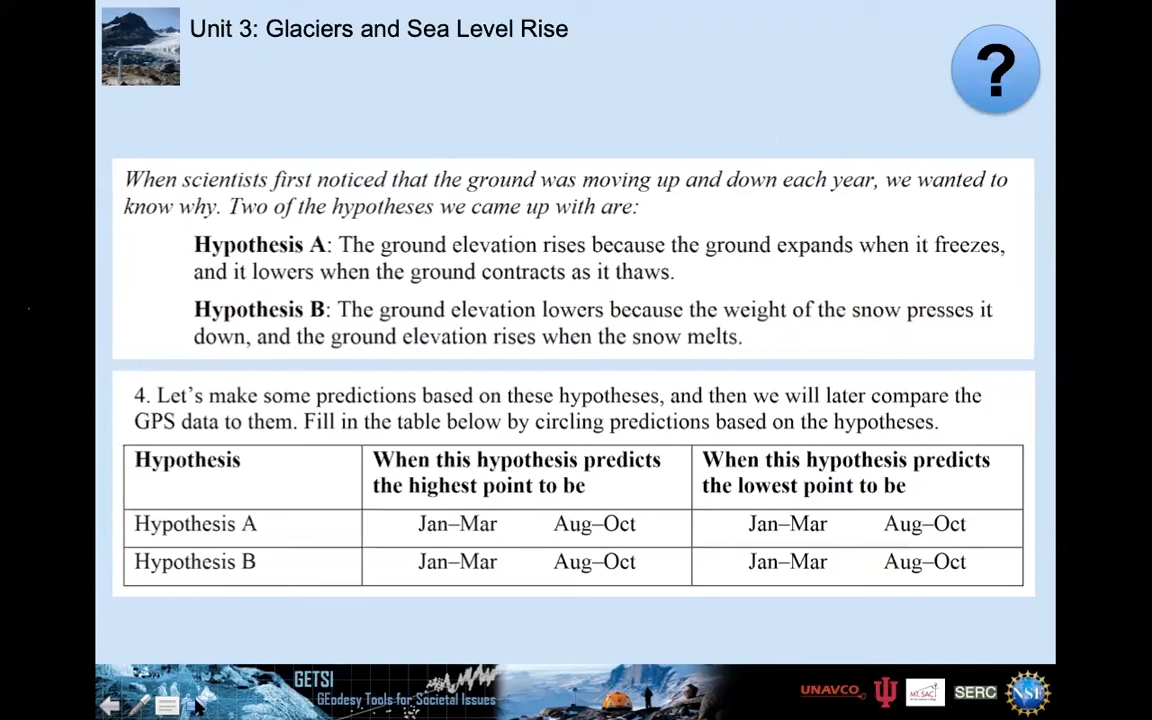 Unit 3: Glaciers and Sea Level Rise
?
When scientists first noticed that the ground was moving up and down each year, we wanted to
know why. Two of the hypotheses we came up with are:
Hypothesis A: The ground elevation rises because the ground expands when it freezes,
and it lowers when the ground contracts as it thaws.
Hypothesis B: The ground elevation lowers because the weight of the snow presses it
down, and the ground elevation rises when the snow melts.
4. Let's make some predictions based on these hypotheses, and then we will later compare the
GPS data to them. Fill in the table below by circling predictions based on the hypotheses.
Hypothesis When this hypothesis predicts When this hypothesis predicts
the highest point to be the lowest point to be
Hypothesis A Jan–Mar Aug–Oct Jan–Mar Aug–Oct
Hypothesis B Jan–Mar Aug–Oct Jan–Mar Aug–Oct
GETSI
GEodesy Tools for Societal Issues
UNAVCO MT. SAC SERC NSF